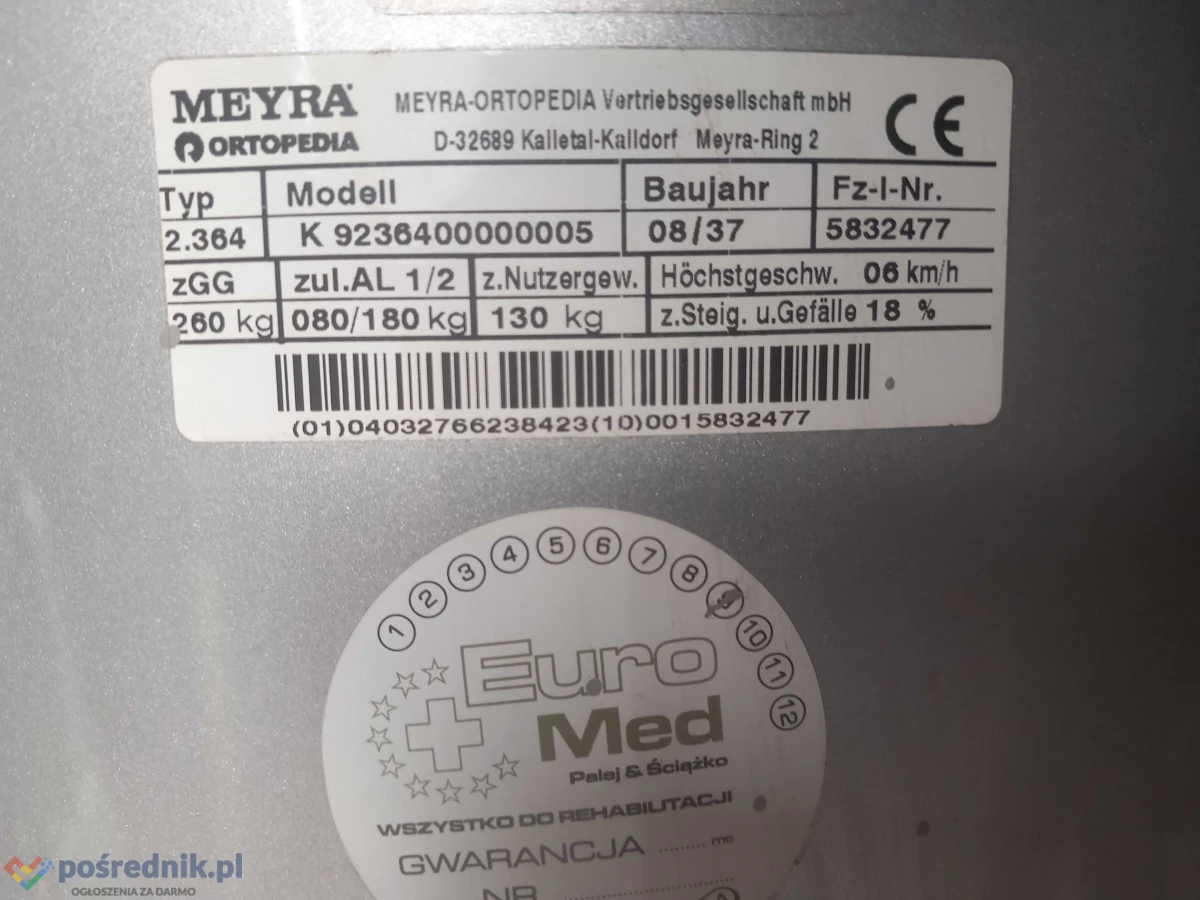 MEYRA
ORTOPEDIA
MEYRA-ORTOPEDIA Vertriebsgesellschaft mbH
D-32689 Kalletal-Kalldorf Meyra-Ring 2
CE
Typ Modell Baujahr Fz-I-Nr.
2.364 K 9236400000005 08/37 5832477
zGG zul.AL 1/2 z.Nutzergew. Höchstgeschw. 06 km/h
260 kg 080/180 kg 130 kg z.Steig. u.Gefälle 18 %
(01)04032766238423(10)0015832477
1 2 3 4 5 6 7 8 9 10 11 12
Euro
Med
Palej & Ściążko
WSZYSTKO DO REHABILITACJI
GWARANCJA ......... mc
NR
pośrednik.pl
OGŁOSZENIA ZA DARMO